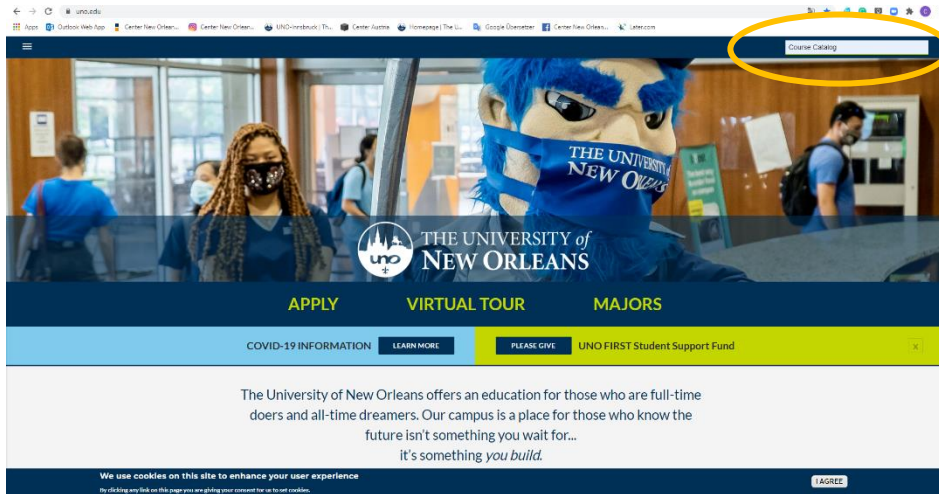 uno.edu
Apps Outlook Web App Center New Orlean... Center New Orlean... UNO-Innsbruck | Th... Center Austria Homepage | The U... Google Übersetzer Center New Orlean... Later.com
Course Catalog
THE UNIVERSITY of
NEW ORLEANS
uno
THE UNIVERSITY of
NEW ORLEANS
APPLY VIRTUAL TOUR MAJORS
COVID-19 INFORMATION LEARN MORE PLEASE GIVE UNO FIRST Student Support Fund x
The University of New Orleans offers an education for those who are full-time
doers and all-time dreamers. Our campus is a place for those who know the
future isn't something you wait for...
it's something you build.
We use cookies on this site to enhance your user experience
By clicking any link on this page you are giving your consent for us to set cookies.
I AGREE